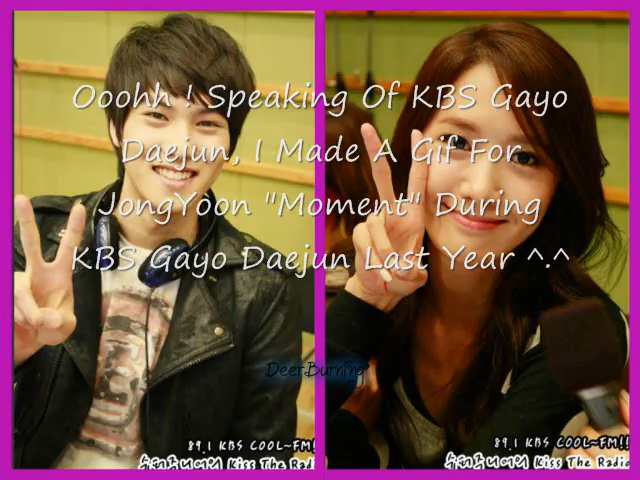 Ooohh ! Speaking Of KBS Gayo
Daejun, I Made A Gif For
JongYoon "Moment" During
KBS Gayo Daejun Last Year ^.^
DeerBurning
89.1 KBS COOL~FM!!
Kiss The Radi
89.1 KBS COOL~FM!!
Kiss The Radio